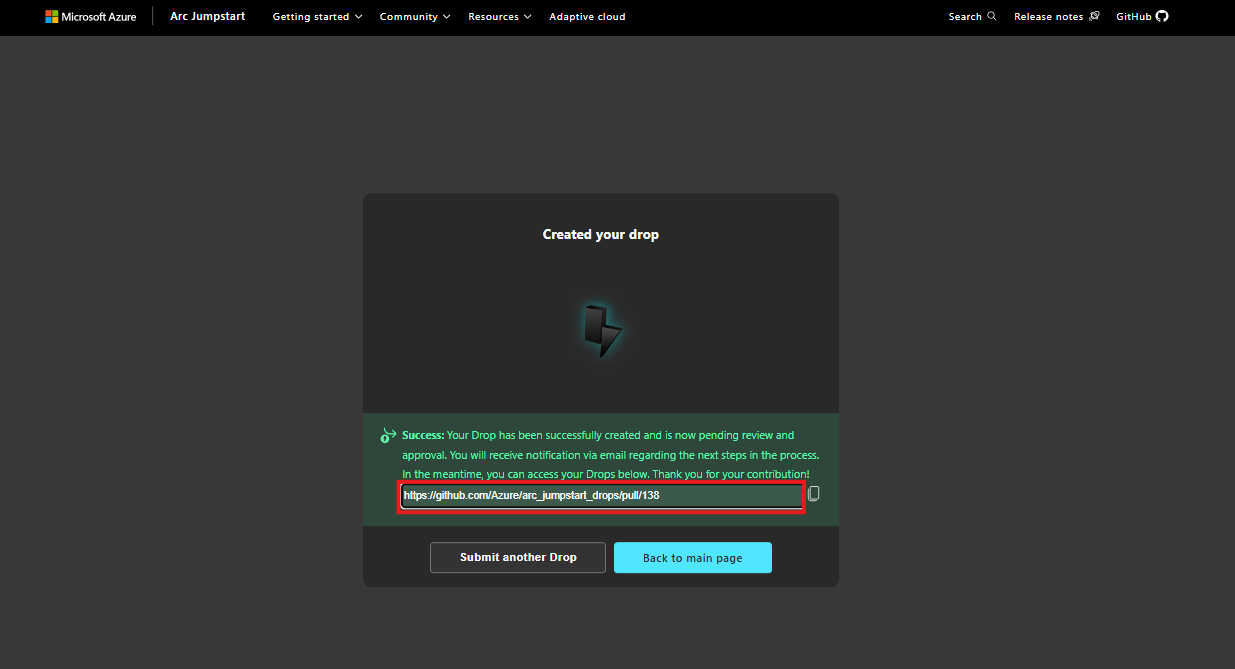 Microsoft Azure Arc Jumpstart Getting started Community Resources Adaptive cloud Search Release notes GitHub
Created your drop
Success: Your Drop has been successfully created and is now pending review and
approval. You will receive notification via email regarding the next steps in the process.
In the meantime, you can access your Drops below. Thank you for your contribution!
https://github.com/Azure/arc_jumpstart_drops/pull/138
Submit another Drop Back to main page